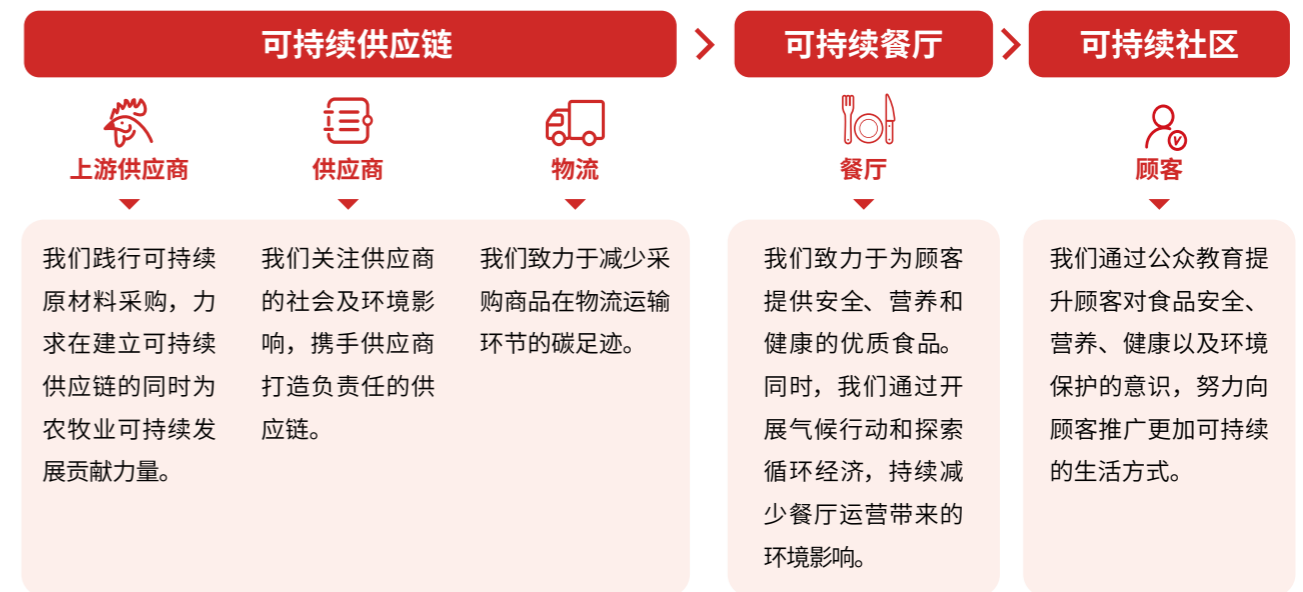 可持续供应链
可持续餐厅
可持续社区
上游供应商
供应商
物流
餐厅
顾客
我们践行可持续
原材料采购，力
求在建立可持续
供应链的同时为
农牧业可持续发
展贡献力量。
我们关注供应商
的社会及环境影
响，携手供应商
打造负责任的供
应链。
我们致力于减少采
购商品在物流运输
环节的碳足迹。
我们致力于为顾客
提供安全、营养和
健康的优质食品。
同时，我们通过开
展气候行动和探索
循环经济，持续减
少餐厅运营带来的
环境影响。
我们通过公众教育提
升顾客对食品安全、
营养、健康以及环境
保护的意识，努力向
顾客推广更加可持续
的生活方式。